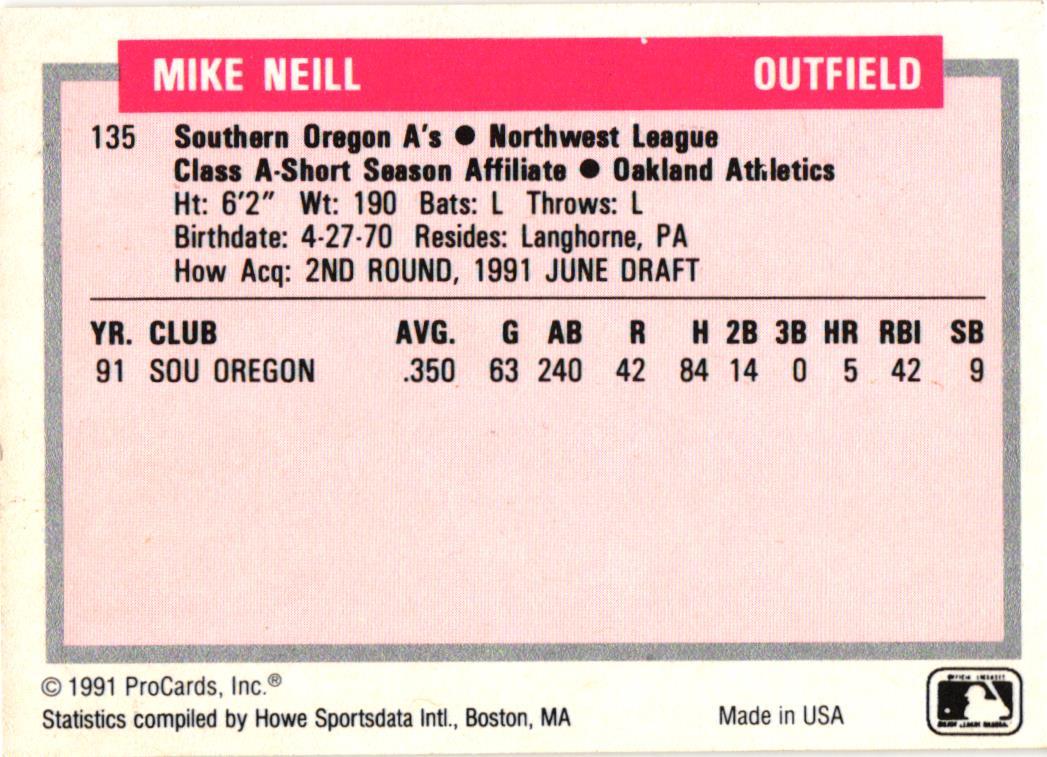 MIKE NEILL OUTFIELD
135 Southern Oregon A's ● Northwest League
Class A-Short Season Affiliate ● Oakland Athletics
Ht: 6'2" Wt: 190 Bats: L Throws: L
Birthdate: 4-27-70 Resides: Langhorne, PA
How Acq: 2ND ROUND, 1991 JUNE DRAFT
YR. CLUB AVG. G AB R H 2B 3B HR RBI SB
91 SOU OREGON .350 63 240 42 84 14 0 5 42 9
© 1991 ProCards, Inc.®
Statistics compiled by Howe Sportsdata Intl., Boston, MA Made in USA